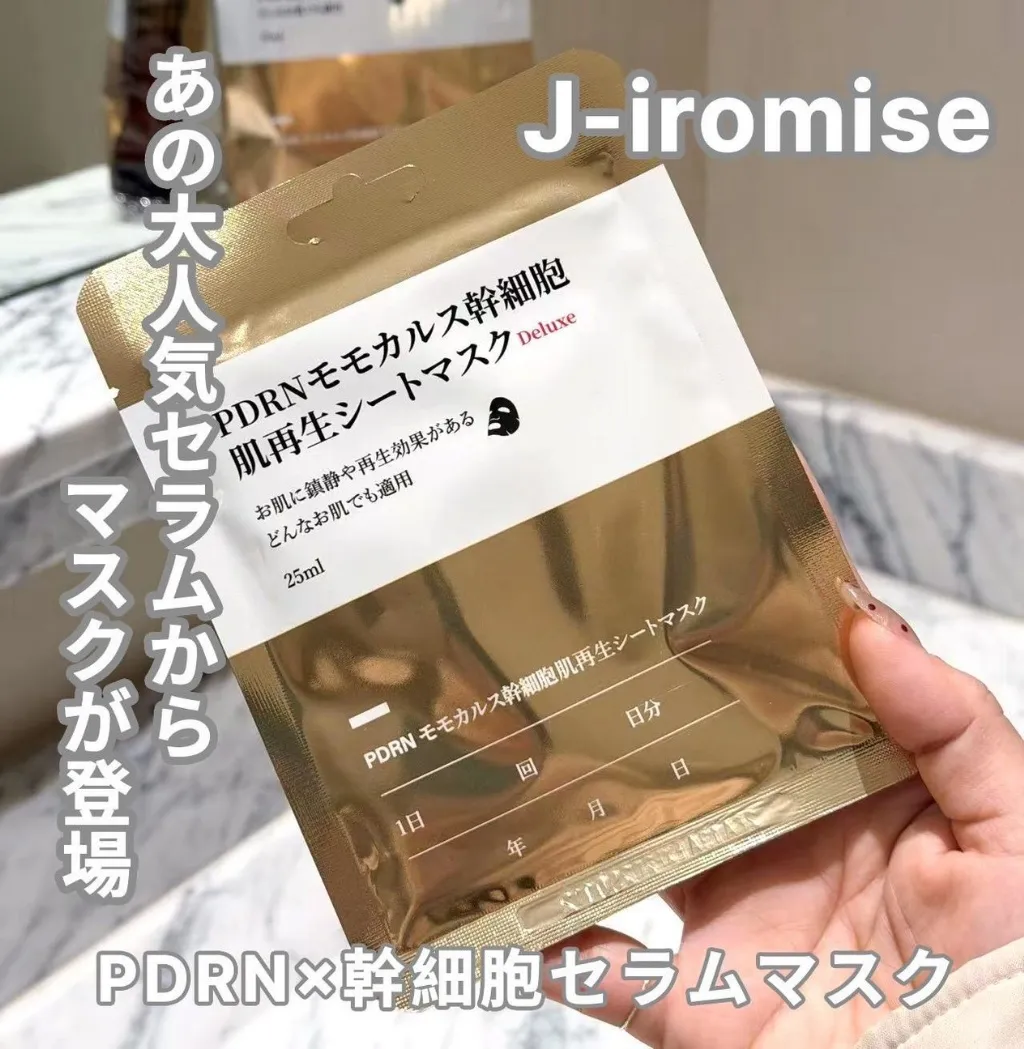 J-iromise
あの大人気セラムから
マスクが登場
PDRNモモカルス幹細胞
肌再生シートマスク Deluxe
お肌に鎮静や再生効果がある
どんなお肌でも適用
25ml
PDRN モモカルス幹細胞肌再生シートマスク
日分
1日 回
年 月 日
PDRN×幹細胞セラムマスク